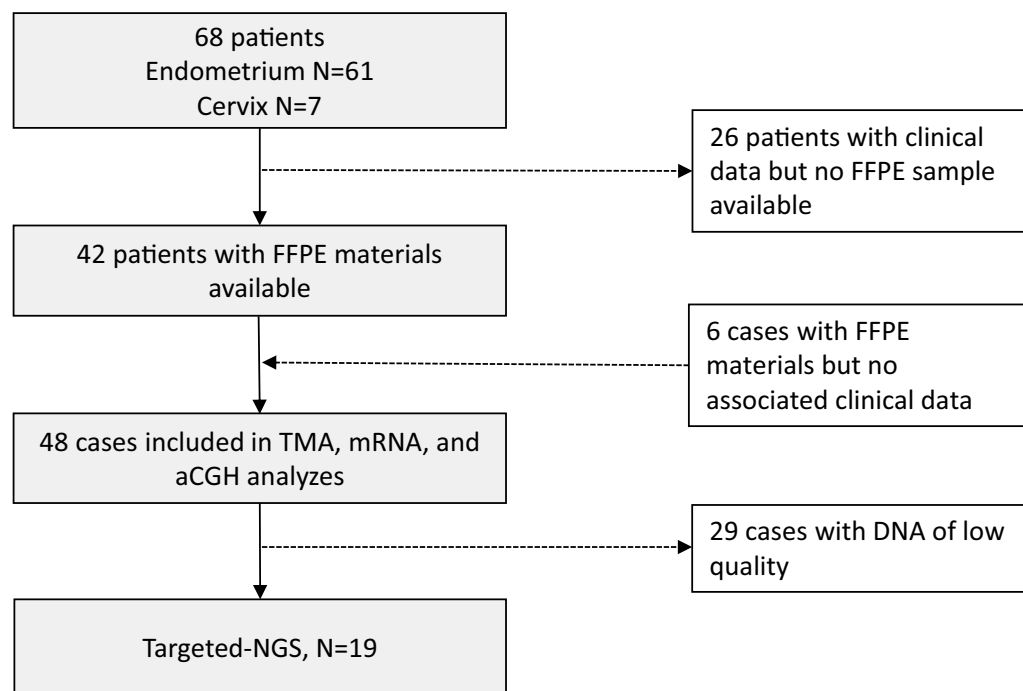 68 patients
Endometrium N=61
Cervix N=7
26 patients with clinical
data but no FFPE sample
available
42 patients with FFPE materials
available
6 cases with FFPE
materials but no
associated clinical data
48 cases included in TMA, mRNA, and
aCGH analyzes
29 cases with DNA of low
quality
Targeted-NGS, N=19